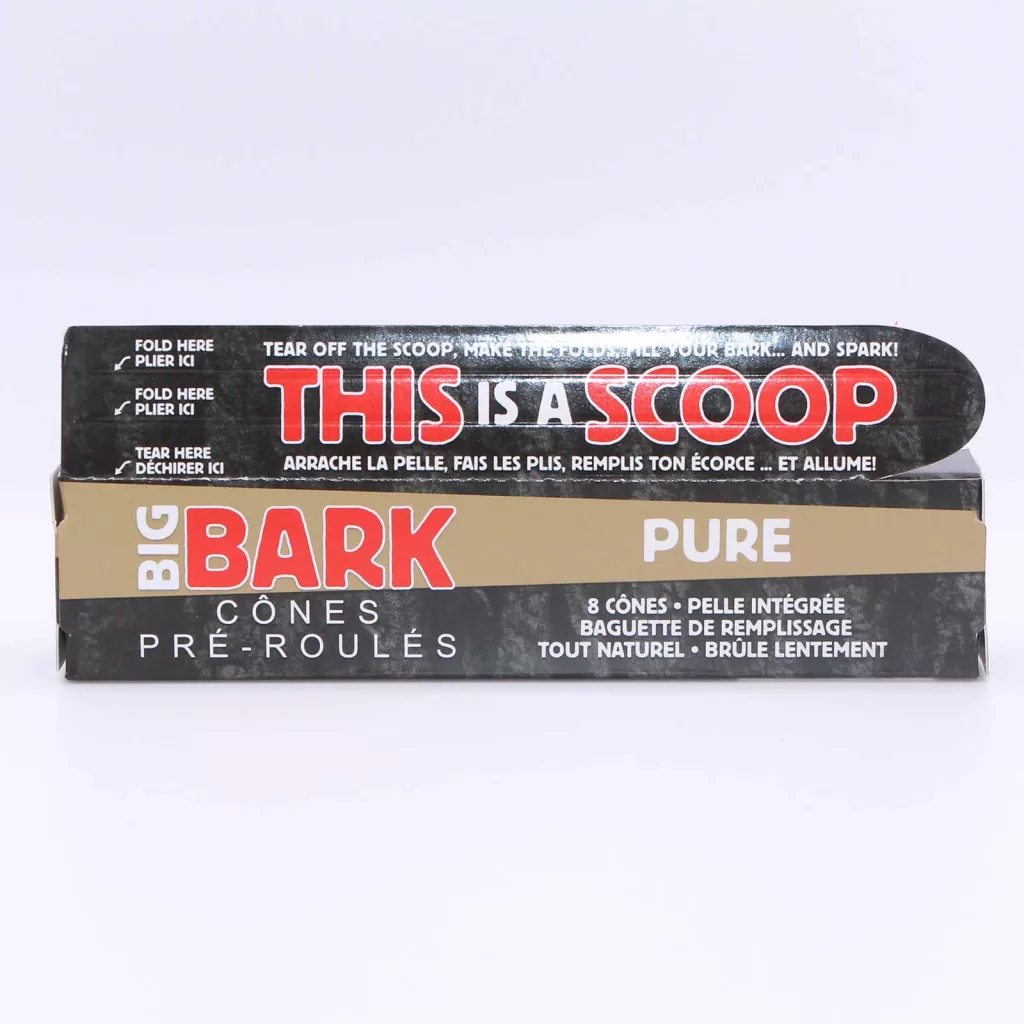 FOLD HERE
PLIER ICI
FOLD HERE
PLIER ICI
TEAR HERE
DÉCHIRER ICI
TEAR OFF THE SCOOP, MAKE THE FOLDS, FILL YOUR BARK... AND SPARK!
THIS IS A SCOOP
ARRACHE LA PELLE, FAIS LES PLIS, REMPLIS TON ÉCORCE ... ET ALLUME!
BIG BARK
CÔNES
PRÉ-ROULÉS
PURE
8 CÔNES • PELLE INTÉGRÉE
BAGUETTE DE REMPLISSAGE
TOUT NATUREL • BRÛLE LENTEMENT